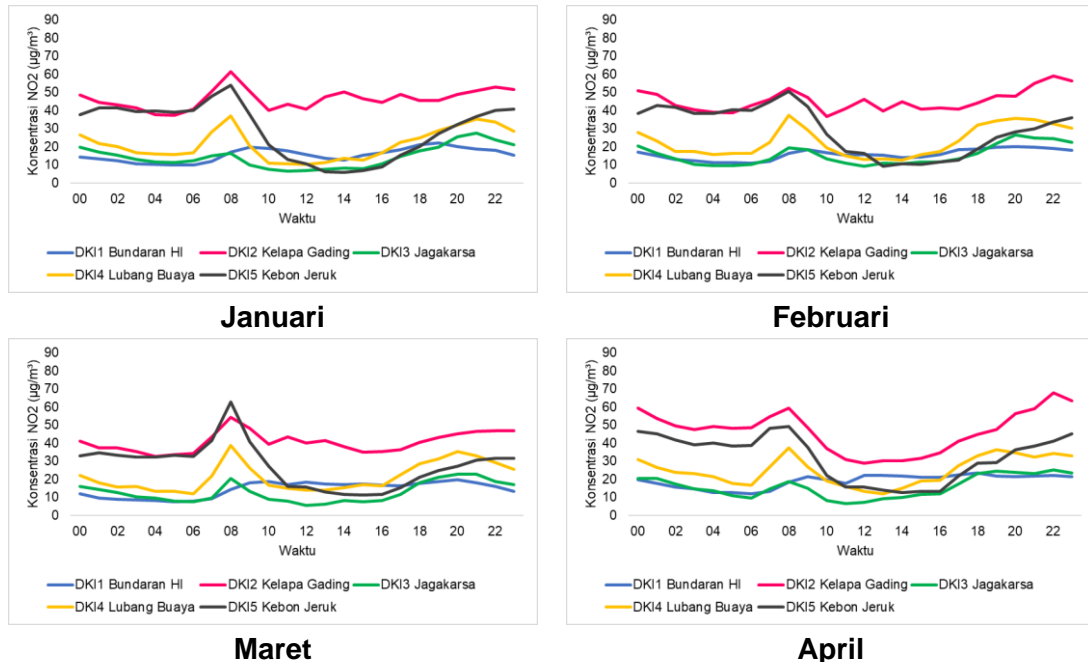 Konsentrasi NO2 (µg/m³)
90
80
70
60
50
40
30
20
10
0
00 02 04 06 08 10 12 14 16 18 20 22
Waktu
DKI1 Bundaran HI DKI2 Kelapa Gading DKI3 Jagakarsa
DKI4 Lubang Buaya DKI5 Kebon Jeruk
Januari
Konsentrasi NO2 (µg/m³)
90
80
70
60
50
40
30
20
10
0
00 02 04 06 08 10 12 14 16 18 20 22
Waktu
DKI1 Bundaran HI DKI2 Kelapa Gading DKI3 Jagakarsa
DKI4 Lubang Buaya DKI5 Kebon Jeruk
Februari
Konsentrasi NO2 (µg/m³)
90
80
70
60
50
40
30
20
10
0
00 02 04 06 08 10 12 14 16 18 20 22
Waktu
DKI1 Bundaran HI DKI2 Kelapa Gading DKI3 Jagakarsa
DKI4 Lubang Buaya DKI5 Kebon Jeruk
Maret
Konsentrasi NO2 (µg/m³)
90
80
70
60
50
40
30
20
10
0
00 02 04 06 08 10 12 14 16 18 20 22
Waktu
DKI1 Bundaran HI DKI2 Kelapa Gading DKI3 Jagakarsa
DKI4 Lubang Buaya DKI5 Kebon Jeruk
April